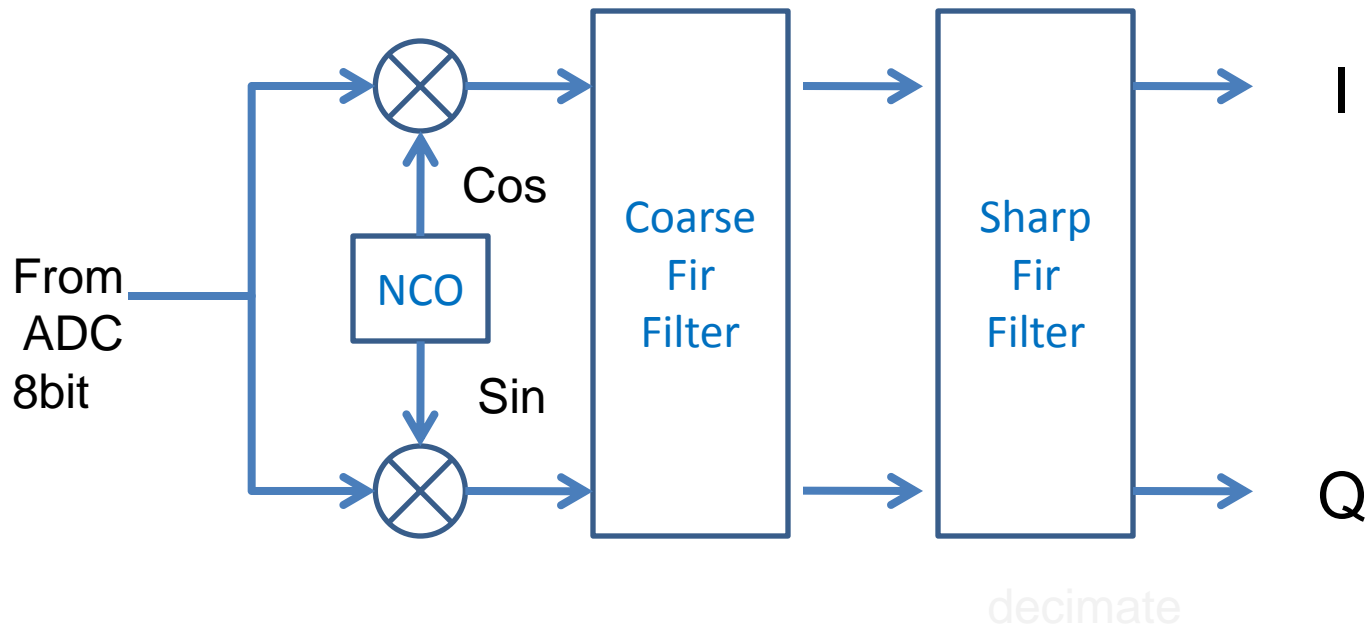 From
ADC
8bit
Cos
NCO
Sin
Coarse
Fir
Filter
Sharp
Fir
Filter
I
Q
decimate